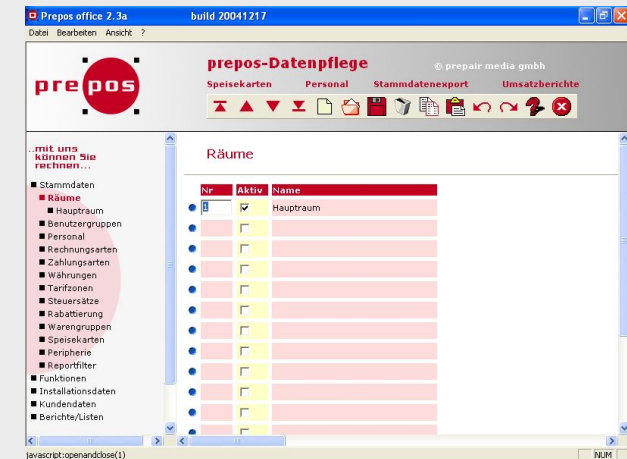 Prepos office 2.3a build 20041217
Datei Bearbeiten Ansicht ?
prepos
prepos-Datenpflege © prepair media gmbh
Speisekarten Personal Stammdatenexport Umsatzberichte
..mit uns
können Sie
rechnen...
Stammdaten
Räume
Hauptraum
Benutzergruppen
Personal
Rechnungsarten
Zahlungsarten
Währungen
Tarifzonen
Steuersätze
Rabattierung
Warengruppen
Speisekarten
Peripherie
Reportfilter
Funktionen
Installationsdaten
Kundendaten
Berichte/Listen
Räume
Nr Aktiv Name
1 Hauptraum
javascript:openandclose(1) NUM